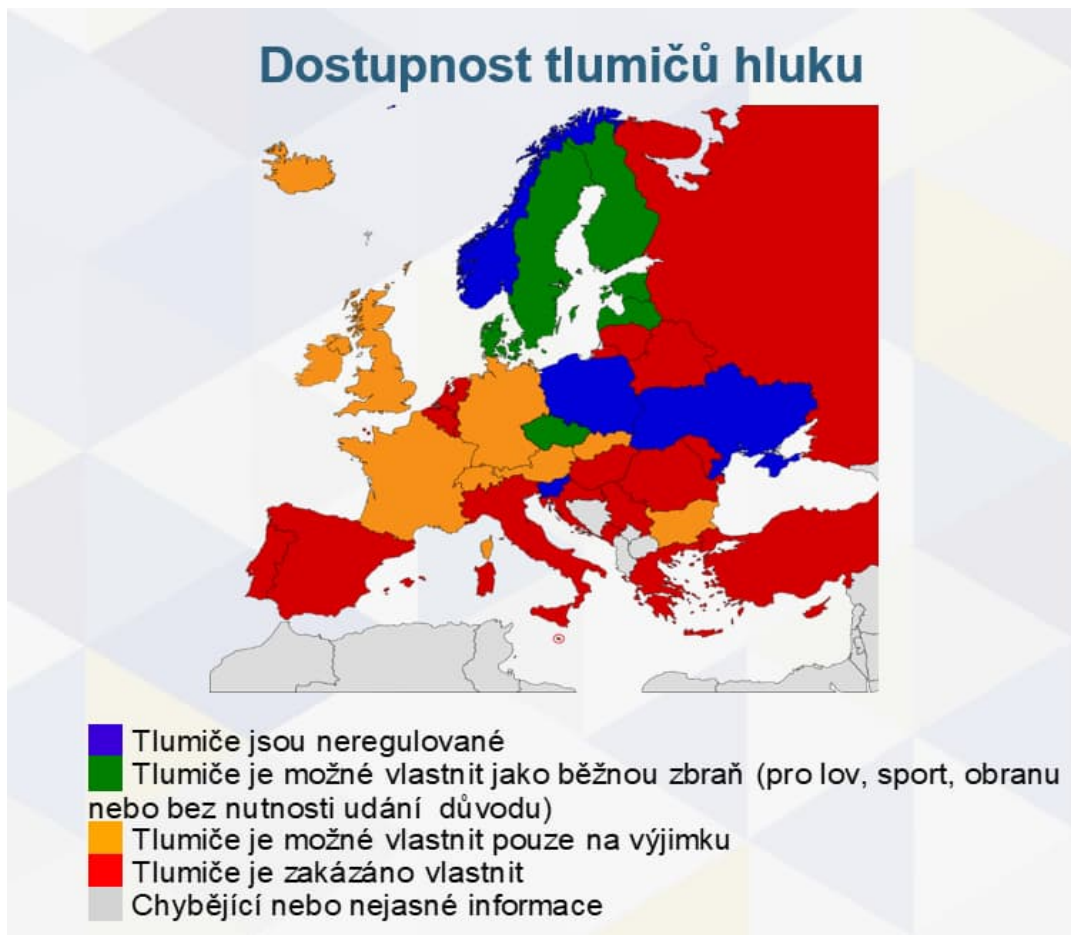 Dostupnost tlumičů hluku
Tlumiče jsou neregulované
Tlumiče je možné vlastnit jako běžnou zbraň (pro lov, sport, obranu
nebo bez nutnosti udání důvodu)
Tlumiče je možné vlastnit pouze na výjimku
Tlumiče je zakázáno vlastnit
Chybějící nebo nejasné informace